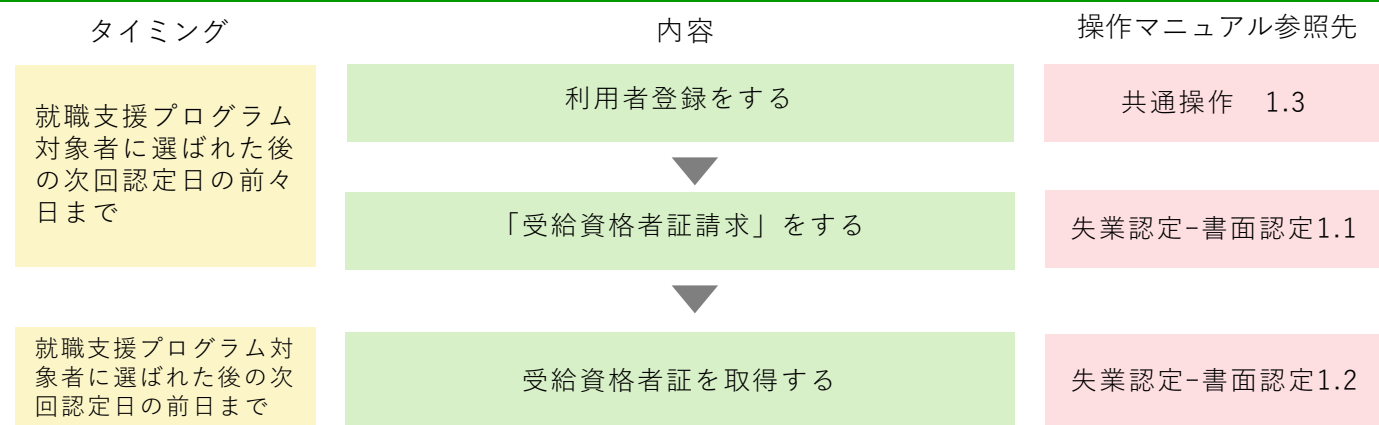 タイミング
内容
操作マニュアル参照先
就職支援プログラム
対象者に選ばれた後
の次回認定日の前々
日まで
利用者登録をする
共通操作　1.3
「受給資格者証請求」をする
失業認定-書面認定1.1
就職支援プログラム対
象者に選ばれた後の次
回認定日の前日まで
受給資格者証を取得する
失業認定-書面認定1.2